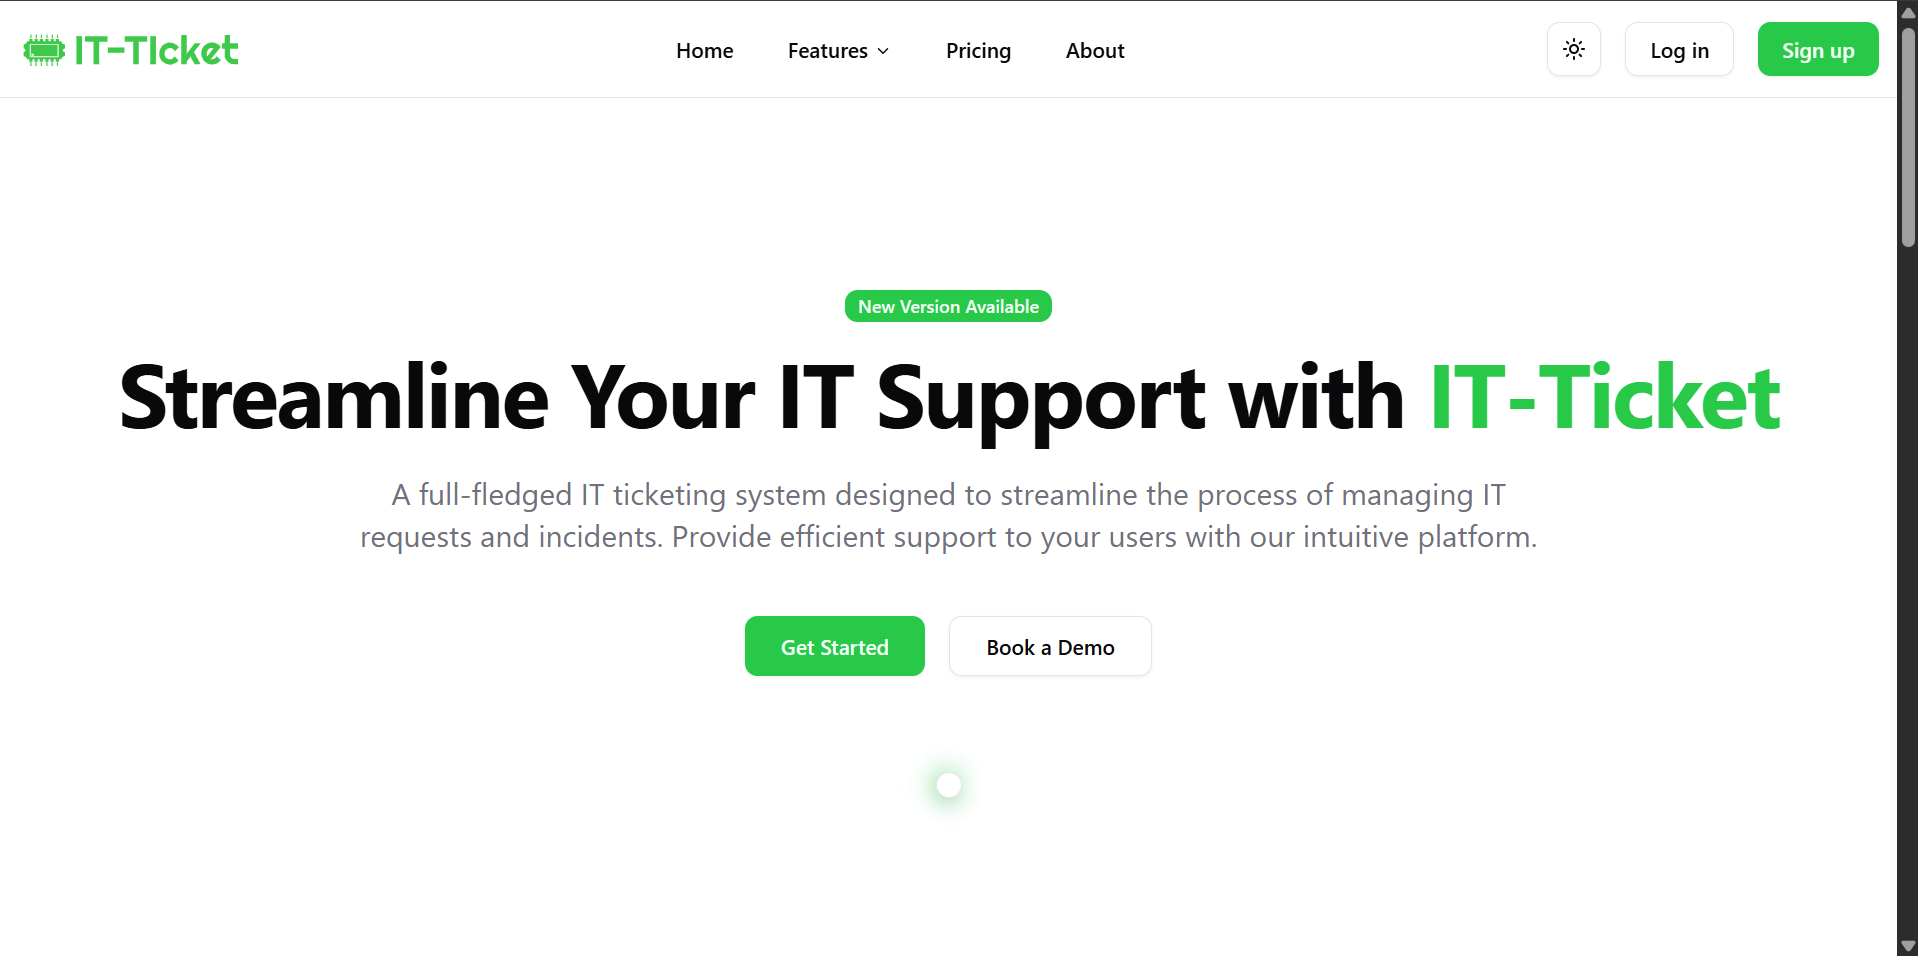 IT-TIcket
Home
Features
Pricing
About
Log in
Sign up
New Version Available
Streamline Your IT Support with IT-Ticket
A full-fledged IT ticketing system designed to streamline the process of managing IT
requests and incidents. Provide efficient support to your users with our intuitive platform.
Get Started
Book a Demo